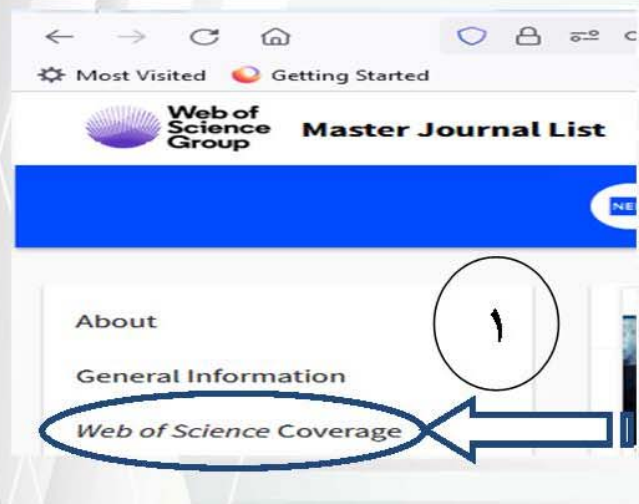 Most Visited Getting Started
Web of
Science
Group
Master Journal List
About
١
General Information
Web of Science Coverage